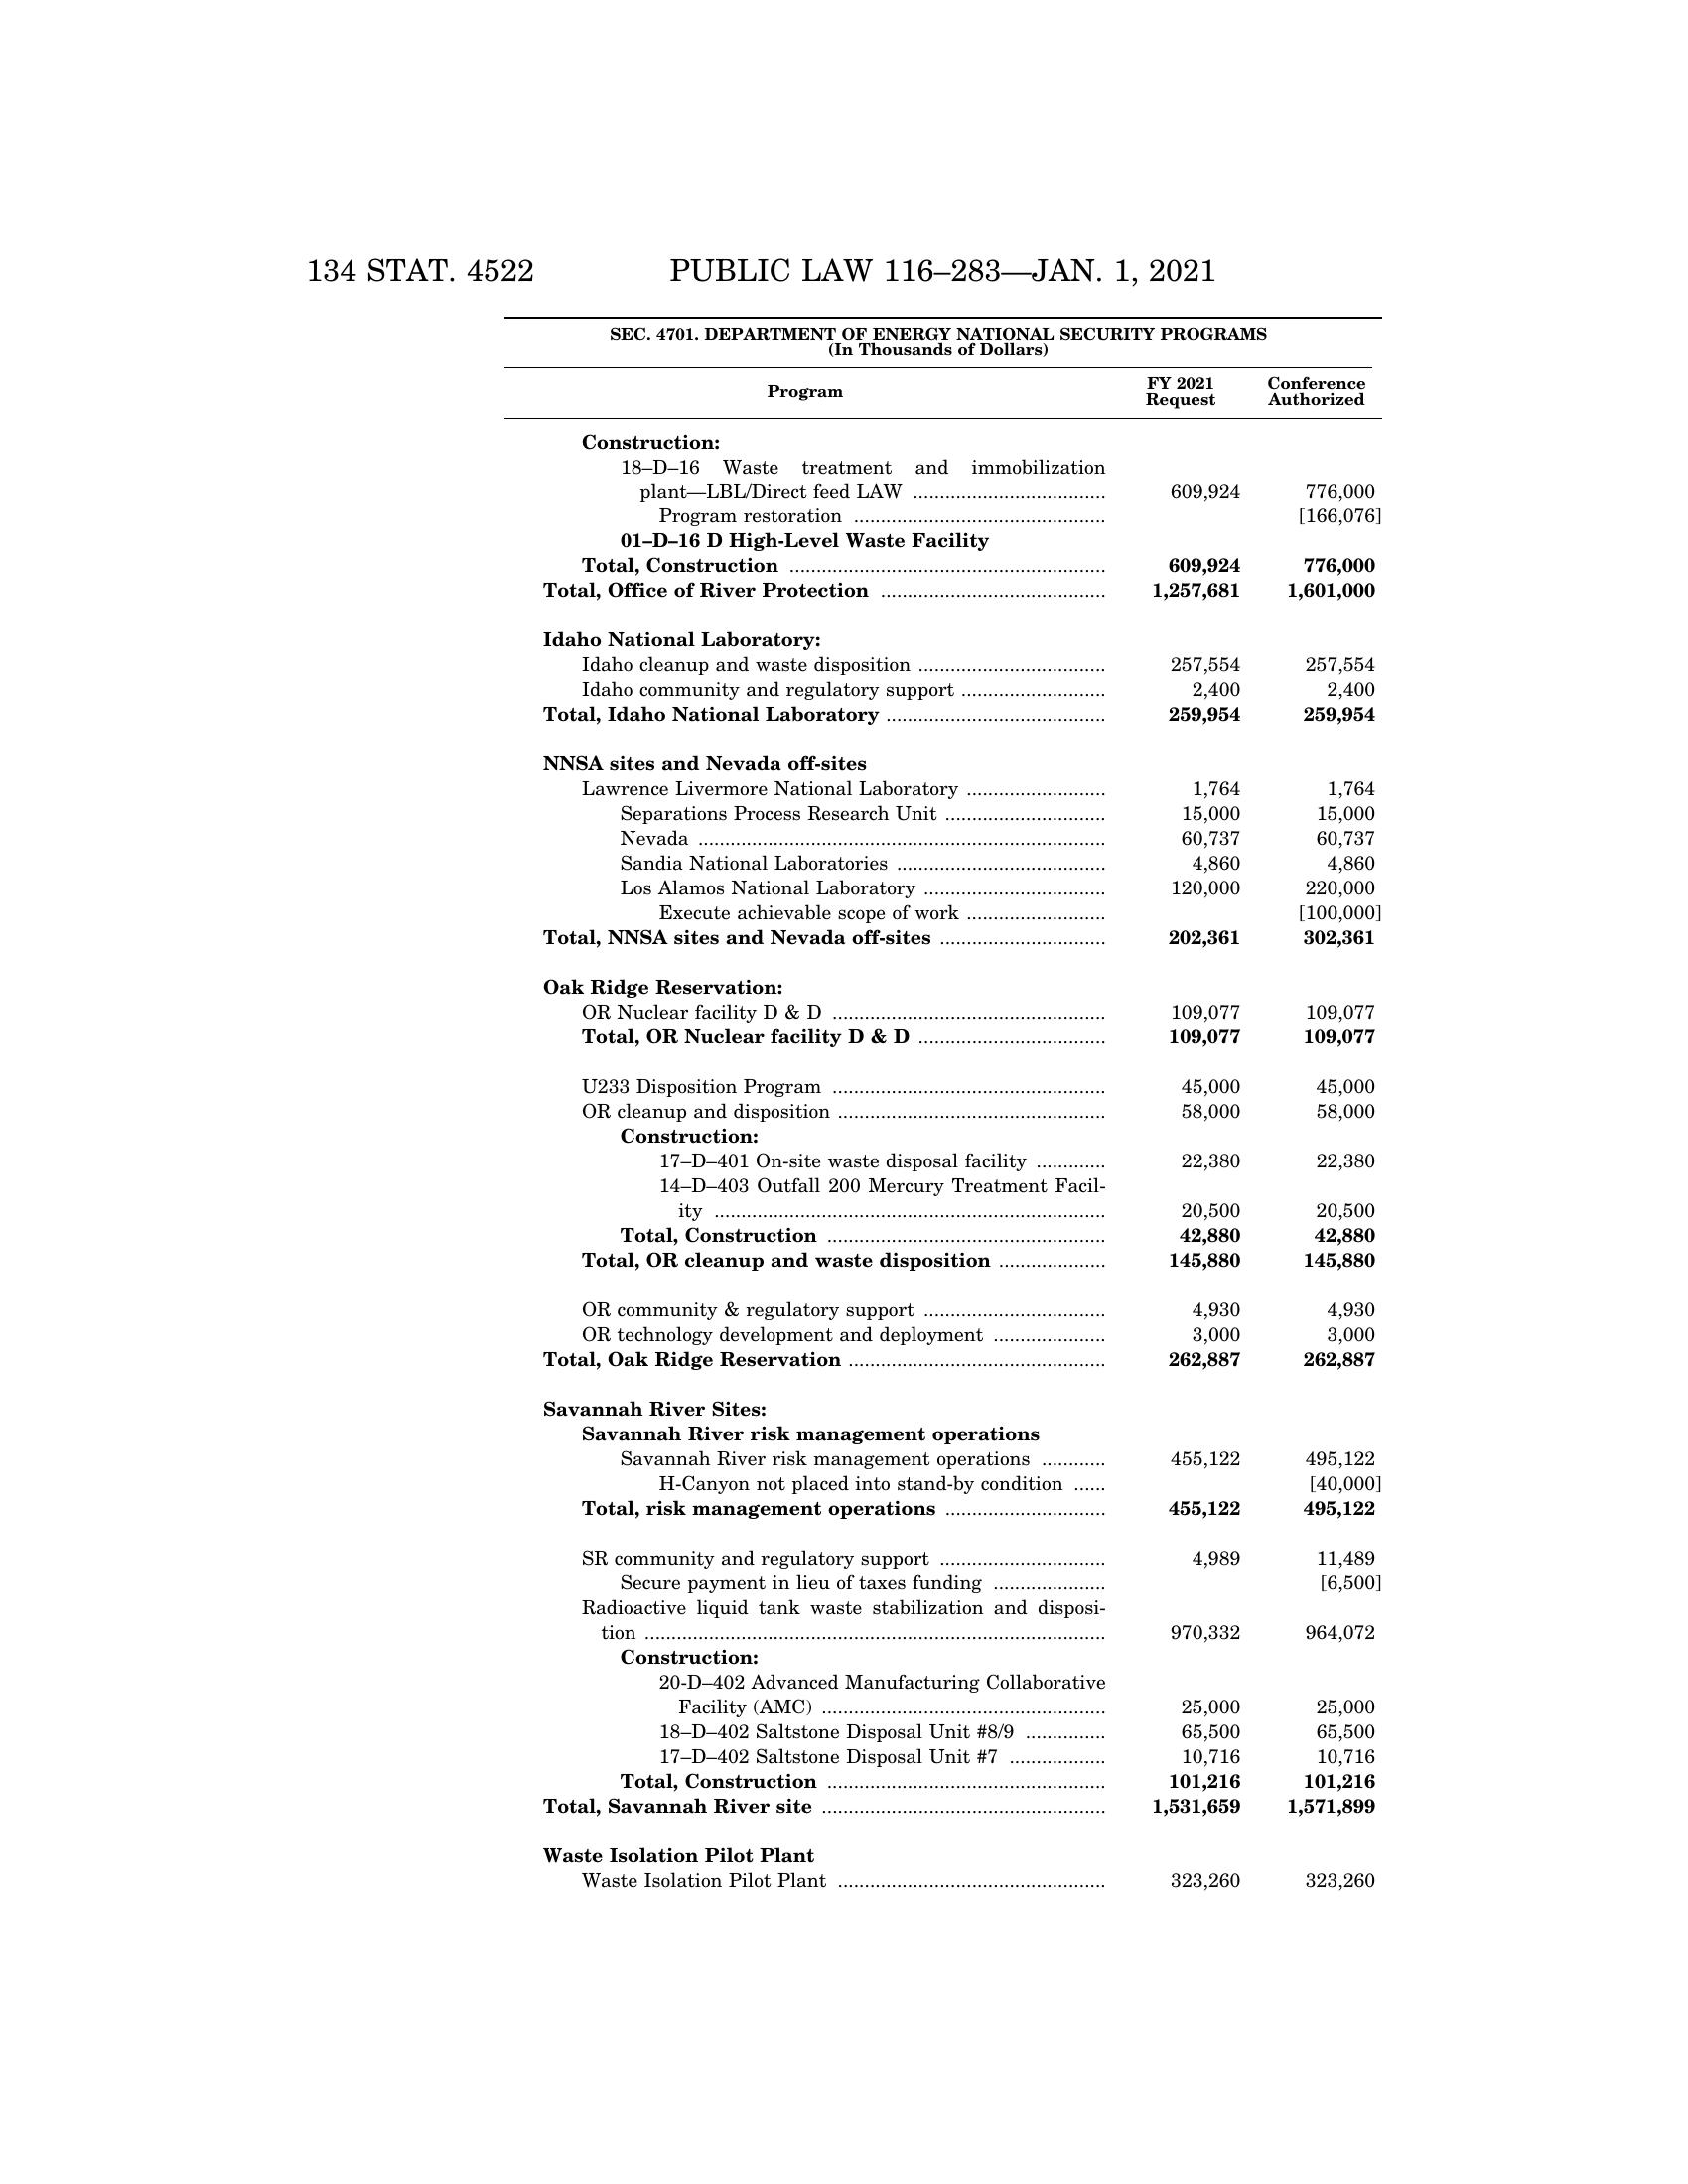 134 STAT. 4522 PUBLIC LAW 116–283—JAN. 1, 2021
SEC. 4701. DEPARTMENT OF ENERGY NATIONAL SECURITY PROGRAMS
(In Thousands of Dollars)
Program FY 2021 Request Conference Authorized
Construction:
18–D–16 Waste treatment and immobilization
plant—LBL/Direct feed LAW .................................... 609,924 776,000
Program restoration ............................................... [166,076]
01–D–16 D High-Level Waste Facility
Total, Construction ........................................................... 609,924 776,000
Total, Office of River Protection .......................................... 1,257,681 1,601,000
Idaho National Laboratory:
Idaho cleanup and waste disposition ................................... 257,554 257,554
Idaho community and regulatory support ........................... 2,400 2,400
Total, Idaho National Laboratory ......................................... 259,954 259,954
NNSA sites and Nevada off-sites
Lawrence Livermore National Laboratory .......................... 1,764 1,764
Separations Process Research Unit .............................. 15,000 15,000
Nevada ............................................................................ 60,737 60,737
Sandia National Laboratories ....................................... 4,860 4,860
Los Alamos National Laboratory .................................. 120,000 220,000
Execute achievable scope of work .......................... [100,000]
Total, NNSA sites and Nevada off-sites ............................... 202,361 302,361
Oak Ridge Reservation:
OR Nuclear facility D & D ................................................... 109,077 109,077
Total, OR Nuclear facility D & D ................................... 109,077 109,077
U233 Disposition Program ................................................... 45,000 45,000
OR cleanup and disposition .................................................. 58,000 58,000
Construction:
17–D–401 On-site waste disposal facility ............. 22,380 22,380
14–D–403 Outfall 200 Mercury Treatment Facil-
ity ......................................................................... 20,500 20,500
Total, Construction .................................................... 42,880 42,880
Total, OR cleanup and waste disposition .................... 145,880 145,880
OR community & regulatory support .................................. 4,930 4,930
OR technology development and deployment ..................... 3,000 3,000
Total, Oak Ridge Reservation ................................................ 262,887 262,887
Savannah River Sites:
Savannah River risk management operations
Savannah River risk management operations ............ 455,122 495,122
H-Canyon not placed into stand-by condition ...... [40,000]
Total, risk management operations .............................. 455,122 495,122
SR community and regulatory support ............................... 4,989 11,489
Secure payment in lieu of taxes funding ..................... [6,500]
Radioactive liquid tank waste stabilization and disposi-
tion ...................................................................................... 970,332 964,072
Construction:
20-D–402 Advanced Manufacturing Collaborative
Facility (AMC) ..................................................... 25,000 25,000
18–D–402 Saltstone Disposal Unit #8/9 ............... 65,500 65,500
17–D–402 Saltstone Disposal Unit #7 .................. 10,716 10,716
Total, Construction .................................................... 101,216 101,216
Total, Savannah River site ..................................................... 1,531,659 1,571,899
Waste Isolation Pilot Plant
Waste Isolation Pilot Plant .................................................. 323,260 323,260